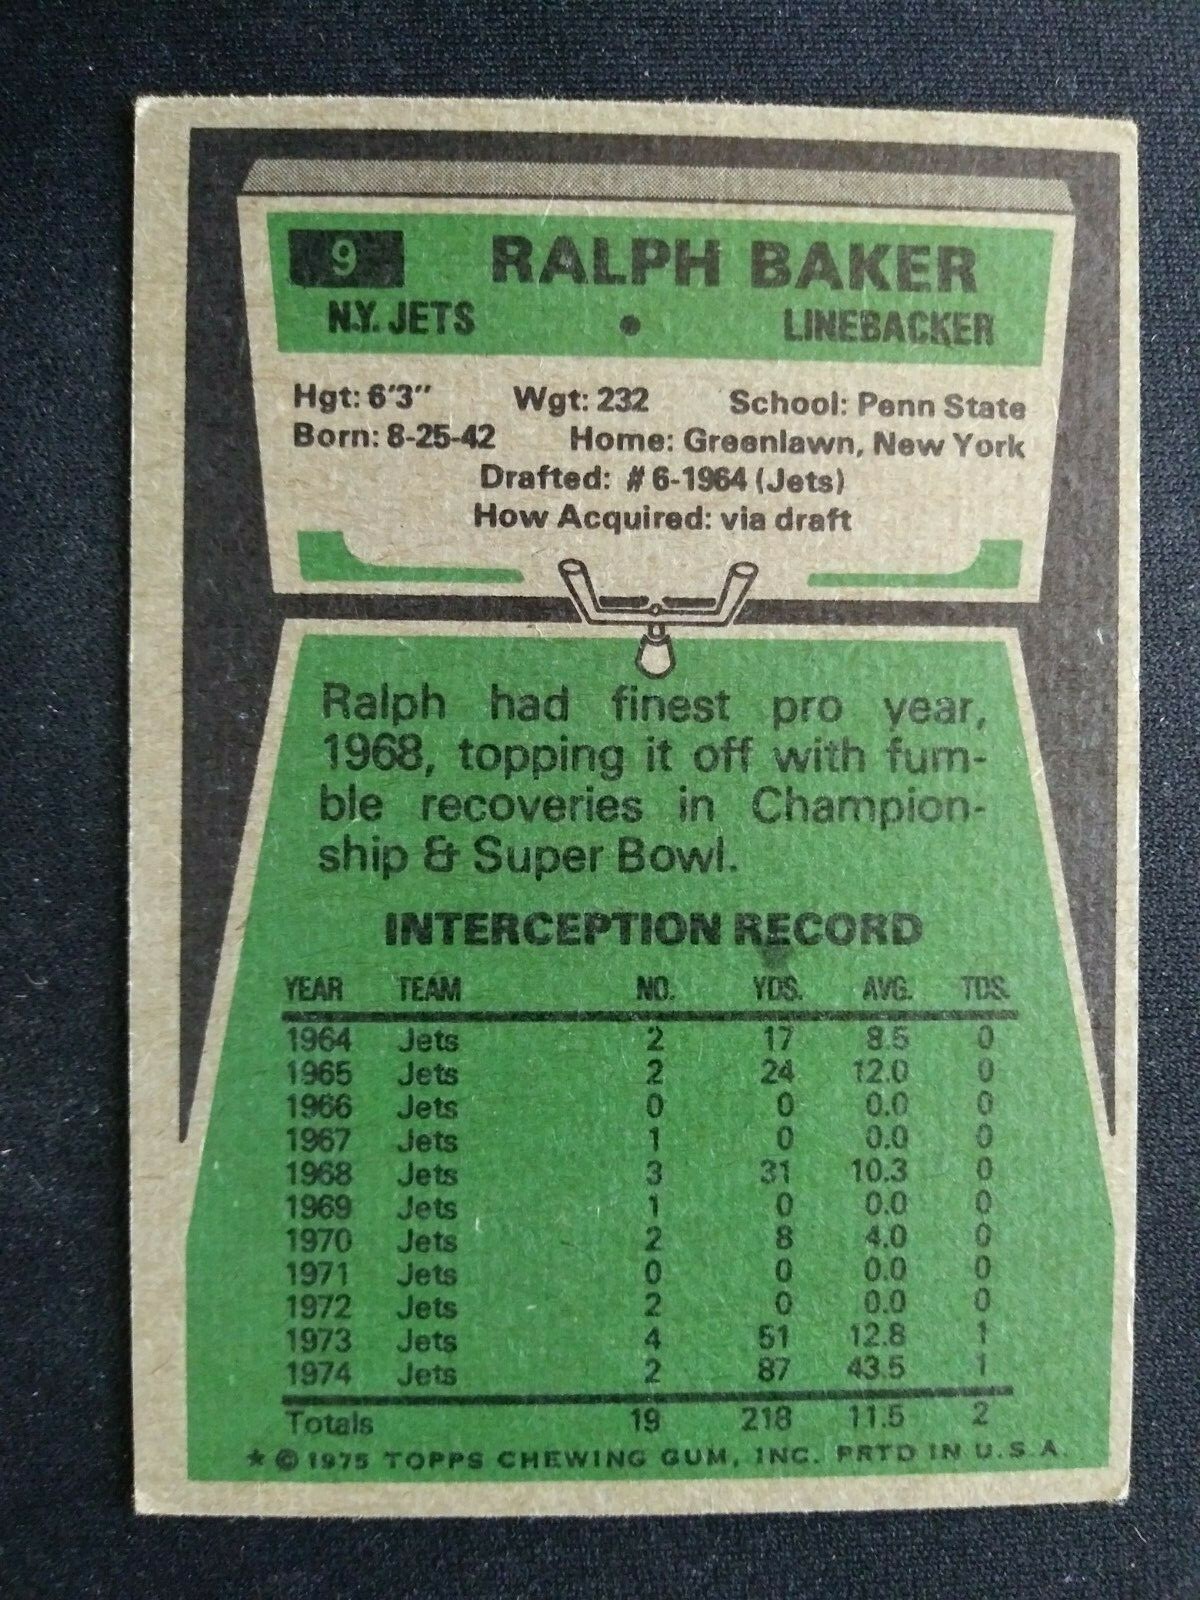 9 RALPH BAKER
N.Y. JETS • LINEBACKER
Hgt: 6'3" Wgt: 232 School: Penn State
Born: 8-25-42 Home: Greenlawn, New York
Drafted: #6-1964 (Jets)
How Acquired: via draft
Ralph had finest pro year,
1968, topping it off with fum-
ble recoveries in Champion-
ship & Super Bowl.
INTERCEPTION RECORD
YEAR TEAM NO. YDS. AVG. TDS.
1964 Jets 2 17 8.5 0
1965 Jets 2 24 12.0 0
1966 Jets 0 0 0.0 0
1967 Jets 1 0 0.0 0
1968 Jets 3 31 10.3 0
1969 Jets 1 0 0.0 0
1970 Jets 2 8 4.0 0
1971 Jets 0 0 0.0 0
1972 Jets 2 0 0.0 0
1973 Jets 4 51 12.8 1
1974 Jets 2 87 43.5 1
Totals 19 218 11.5 2
★ © 1975 TOPPS CHEWING GUM, INC. PRTD IN U.S.A.